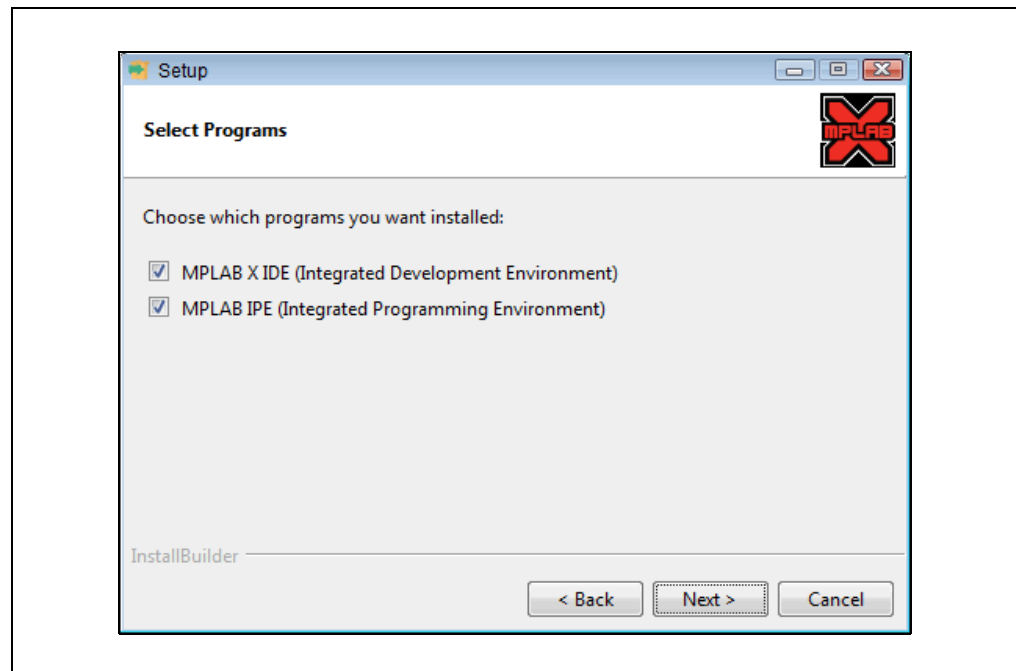 Setup
Select Programs
MPLAB
Choose which programs you want installed:
MPLAB X IDE (Integrated Development Environment)
MPLAB IPE (Integrated Programming Environment)
InstallBuilder
< Back Next > Cancel